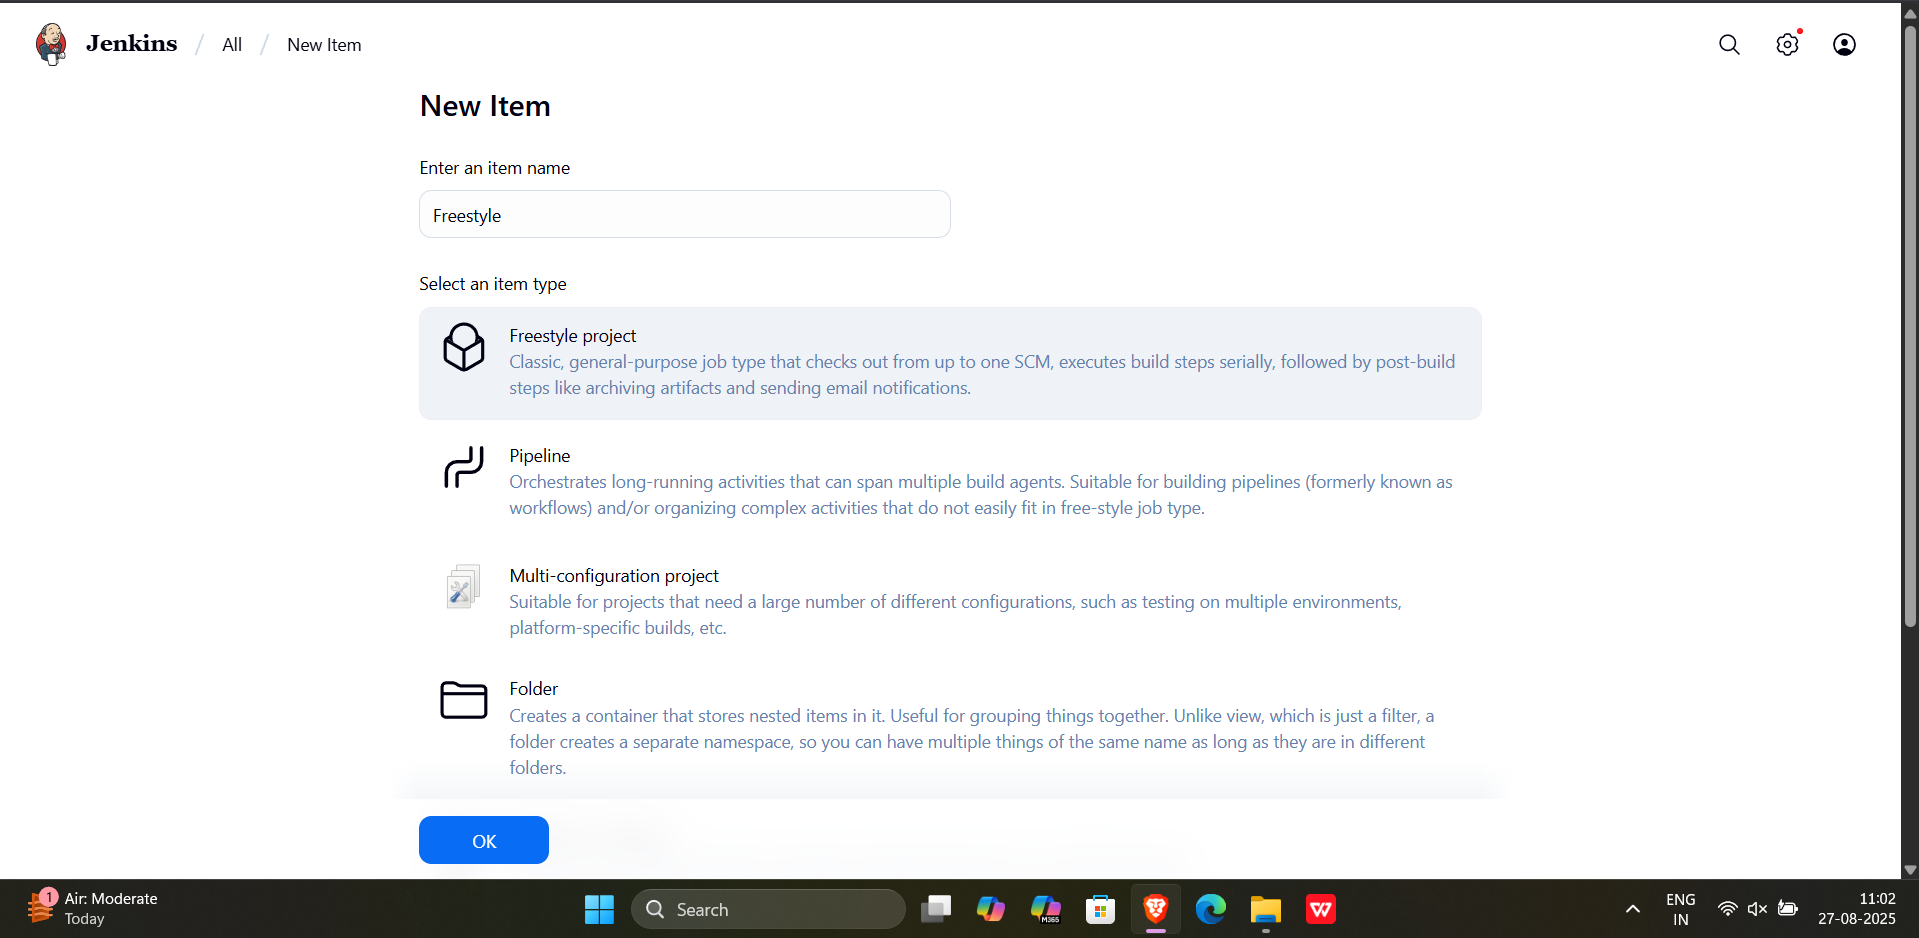 Jenkins / All / New Item
New Item
Enter an item name
Freestyle
Select an item type
Freestyle project
Classic, general-purpose job type that checks out from up to one SCM, executes build steps serially, followed by post-build
steps like archiving artifacts and sending email notifications.
Pipeline
Orchestrates long-running activities that can span multiple build agents. Suitable for building pipelines (formerly known as
workflows) and/or organizing complex activities that do not easily fit in free-style job type.
Multi-configuration project
Suitable for projects that need a large number of different configurations, such as testing on multiple environments,
platform-specific builds, etc.
Folder
Creates a container that stores nested items in it. Useful for grouping things together. Unlike view, which is just a filter, a
folder creates a separate namespace, so you can have multiple things of the same name as long as they are in different
folders.
OK
1
Air: Moderate
Today
Search
M365
W
ENG
IN
11:02
27-08-2025